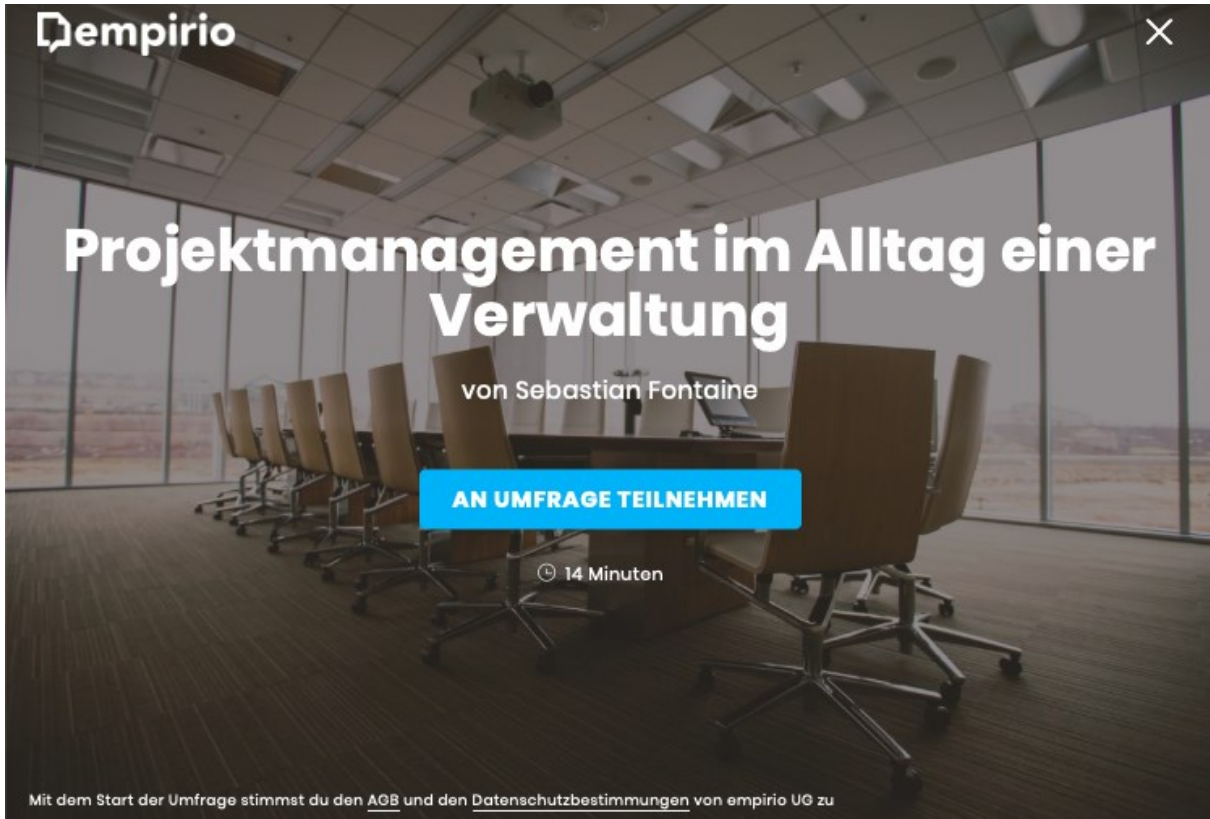 empirio
Projektmanagement im Alltag einer
Verwaltung
von Sebastian Fontaine
AN UMFRAGE TEILNEHMEN
14 Minuten
Mit dem Start der Umfrage stimmst du den AGB und den Datenschutzbestimmungen von empirio UG zu